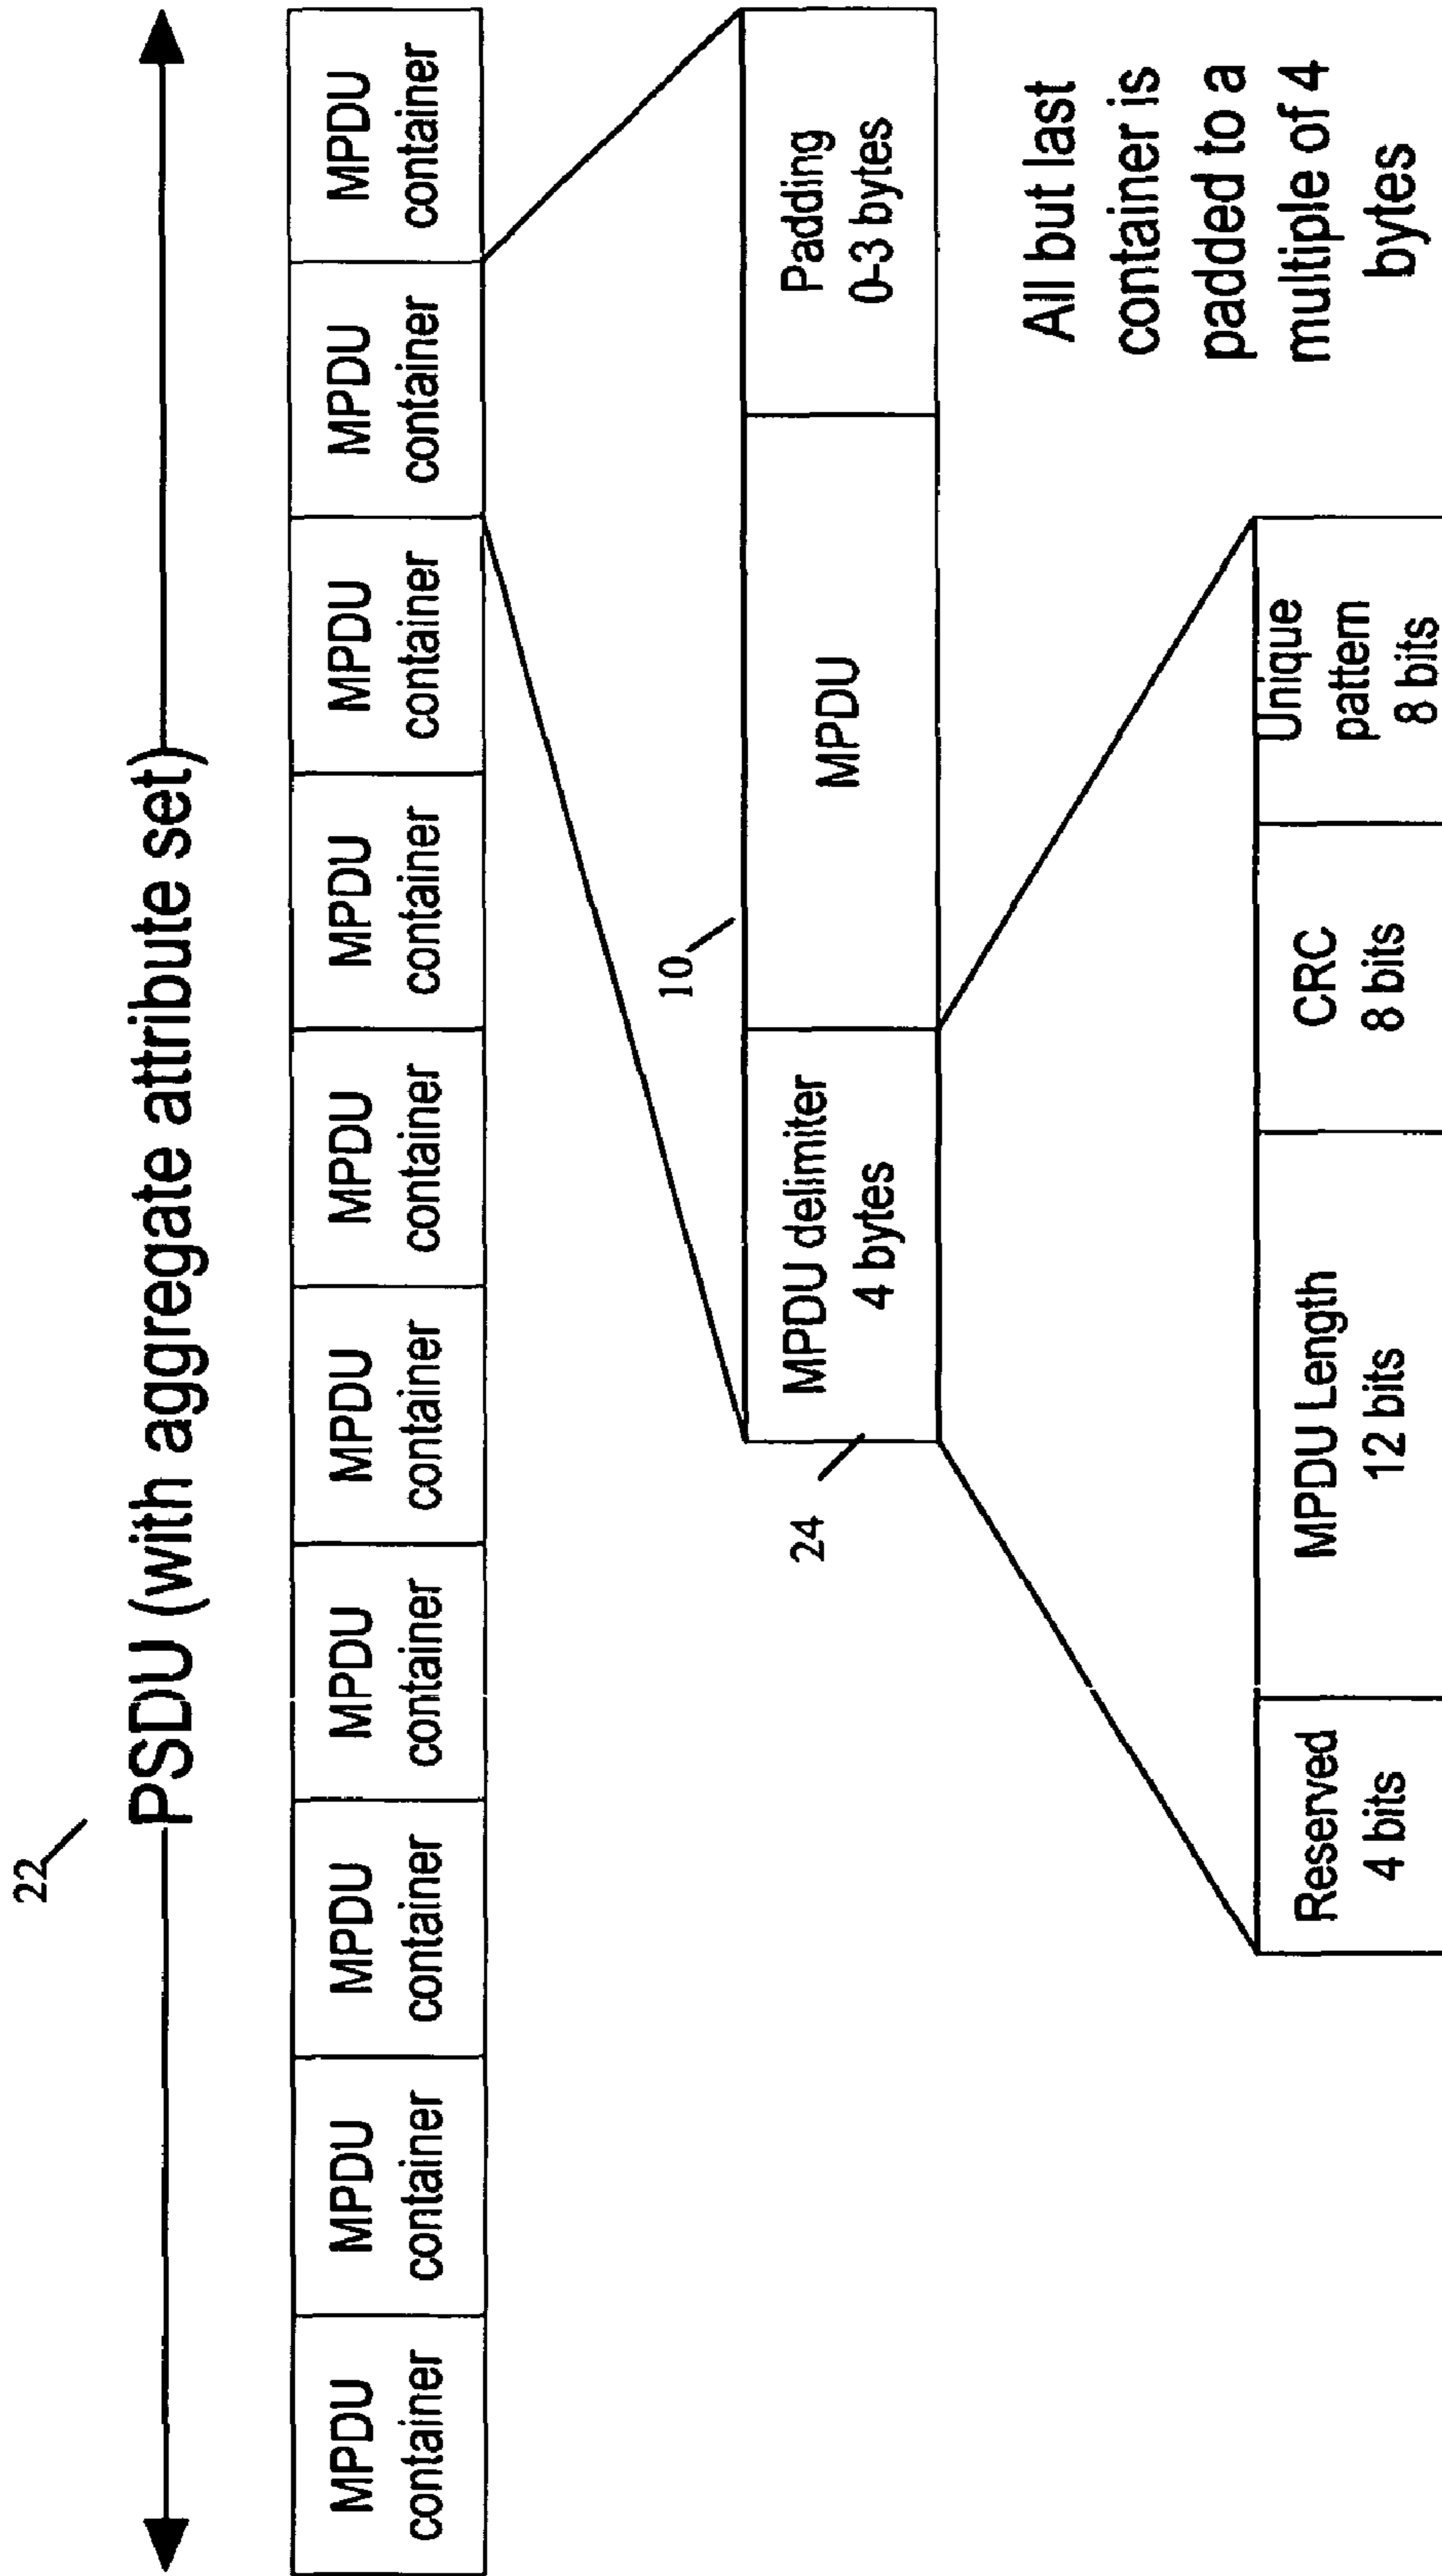 22
PSDU (with aggregate attribute set)
MPDU
container
MPDU
container
MPDU
container
MPDU
container
MPDU
container
MPDU
container
MPDU
container
MPDU
container
MPDU
container
MPDU
container
10
MPDU delimiter
4 bytes
MPDU
Padding
0-3 bytes
24
All but last
container is
padded to a
multiple of 4
bytes
Reserved
4 bits
MPDU Length
12 bits
CRC
8 bits
Unique
pattern
8 bits